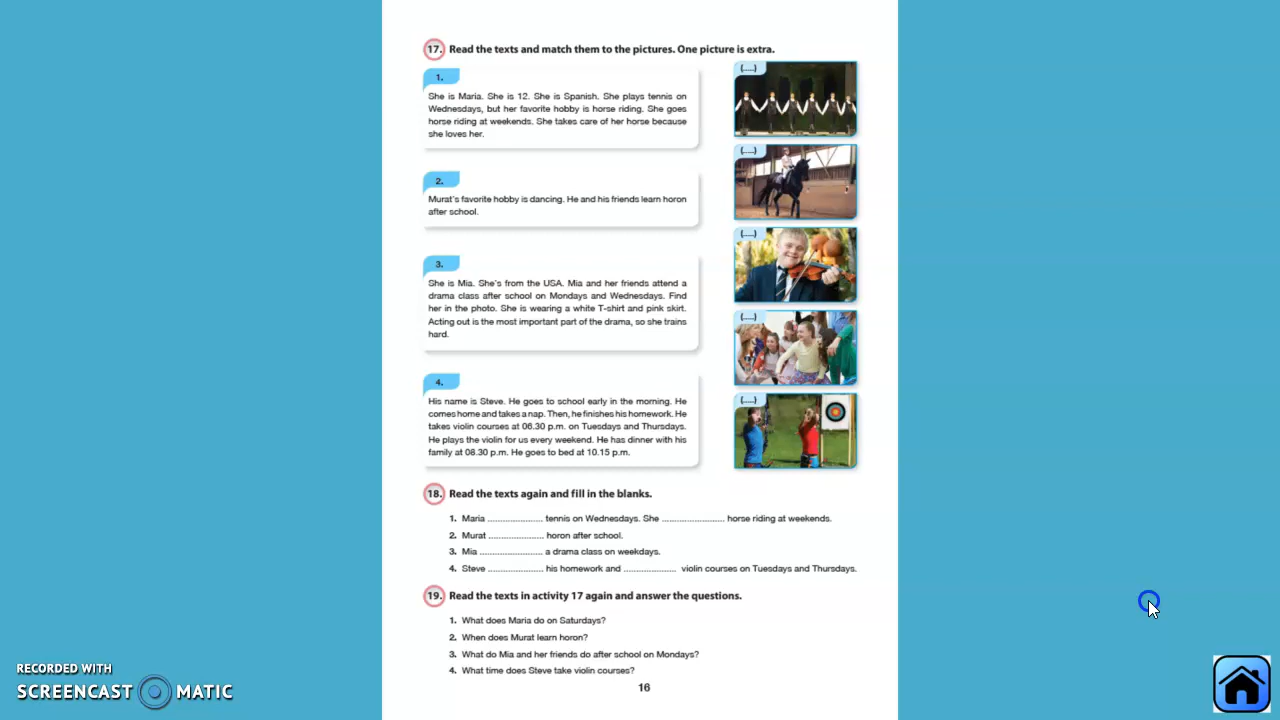 17. Read the texts and match them to the pictures. One picture is extra.
1.
She is Maria. She is 12. She is Spanish. She plays tennis on
Wednesdays, but her favorite hobby is horse riding. She goes
horse riding at weekends. She takes care of her horse because
she loves her.
2.
Murat's favorite hobby is dancing. He and his friends learn horon
after school.
3.
She is Mia. She's from the USA. Mia and her friends attend a
drama class after school on Mondays and Wednesdays. Find
her in the photo. She is wearing a white T-shirt and pink skirt.
Acting out is the most important part of the drama, so she trains
hard.
4.
His name is Steve. He goes to school early in the morning. He
comes home and takes a nap. Then, he finishes his homework. He
takes violin courses at 06.30 p.m. on Tuesdays and Thursdays.
He plays the violin for us every weekend. He has dinner with his
family at 08.30 p.m. He goes to bed at 10.15 p.m.
(.....)
(.....)
(.....)
(.....)
(.....)
18. Read the texts again and fill in the blanks.
1. Maria ...................... tennis on Wednesdays. She ......................... horse riding at weekends.
2. Murat ...................... horon after school.
3. Mia ......................... a drama class on weekdays.
4. Steve ...................... his homework and ..................... violin courses on Tuesdays and Thursdays.
19. Read the texts in activity 17 again and answer the questions.
1. What does Maria do on Saturdays?
2. When does Murat learn horon?
3. What do Mia and her friends do after school on Mondays?
4. What time does Steve take violin courses?
16
RECORDED WITH
SCREENCAST MATIC